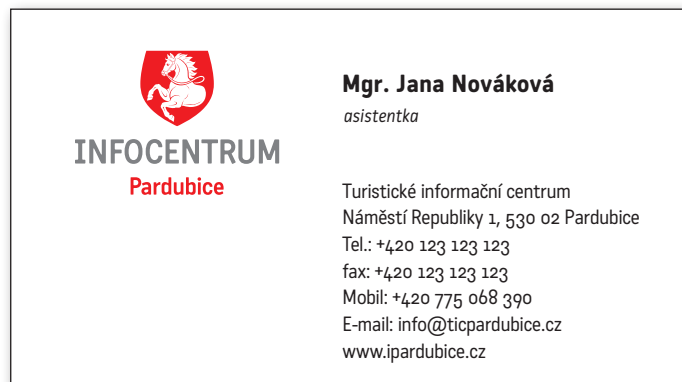 INFOCENTRUM
Pardubice
Mgr. Jana Nováková
asistentka
Turistické informační centrum
Náměstí Republiky 1, 530 02 Pardubice
Tel.: +420 123 123 123
fax: +420 123 123 123
Mobil: +420 775 068 390
E-mail: info@ticpardubice.cz
www.ipardubice.cz